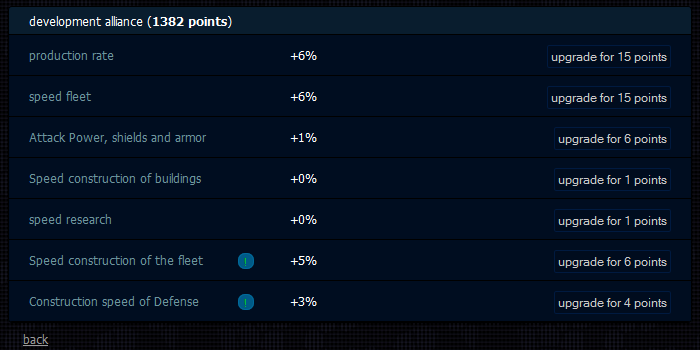 development alliance (1382 points)
production rate +6% upgrade for 15 points
speed fleet +6% upgrade for 15 points
Attack Power, shields and armor +1% upgrade for 6 points
Speed construction of buildings +0% upgrade for 1 points
speed research +0% upgrade for 1 points
Speed construction of the fleet ! +5% upgrade for 6 points
Construction speed of Defense ! +3% upgrade for 4 points
back